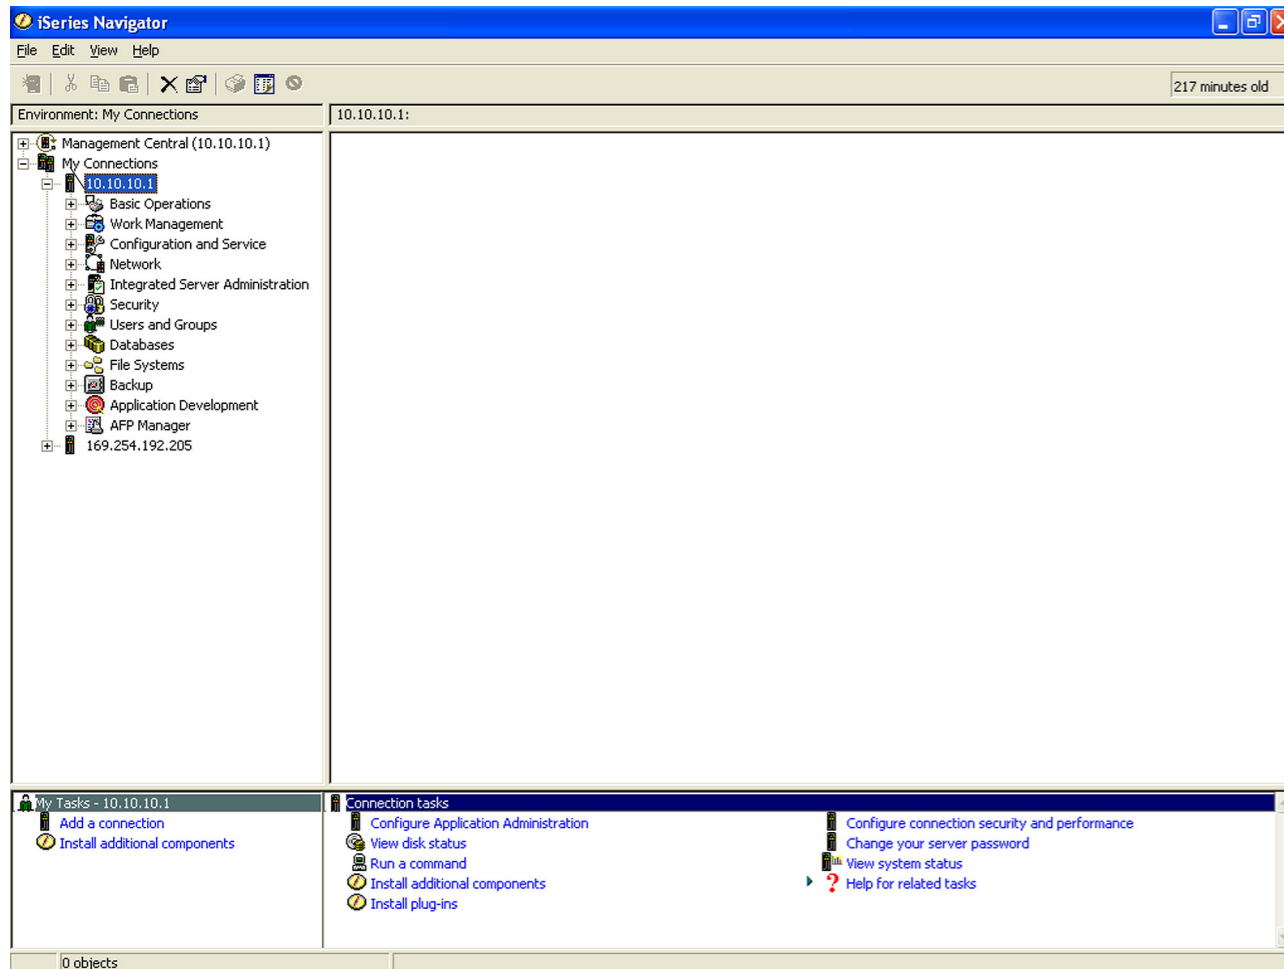 iSeries Navigator
File Edit View Help
217 minutes old
Environment: My Connections
10.10.10.1:
Management Central (10.10.10.1)
My Connections
10.10.10.1
Basic Operations
Work Management
Configuration and Service
Network
Integrated Server Administration
Security
Users and Groups
Databases
File Systems
Backup
Application Development
AFP Manager
169.254.192.205
My Tasks - 10.10.10.1
Add a connection
Install additional components
Connection tasks
Configure Application Administration
View disk status
Run a command
Install additional components
Install plug-ins
Configure connection security and performance
Change your server password
View system status
Help for related tasks
0 objects